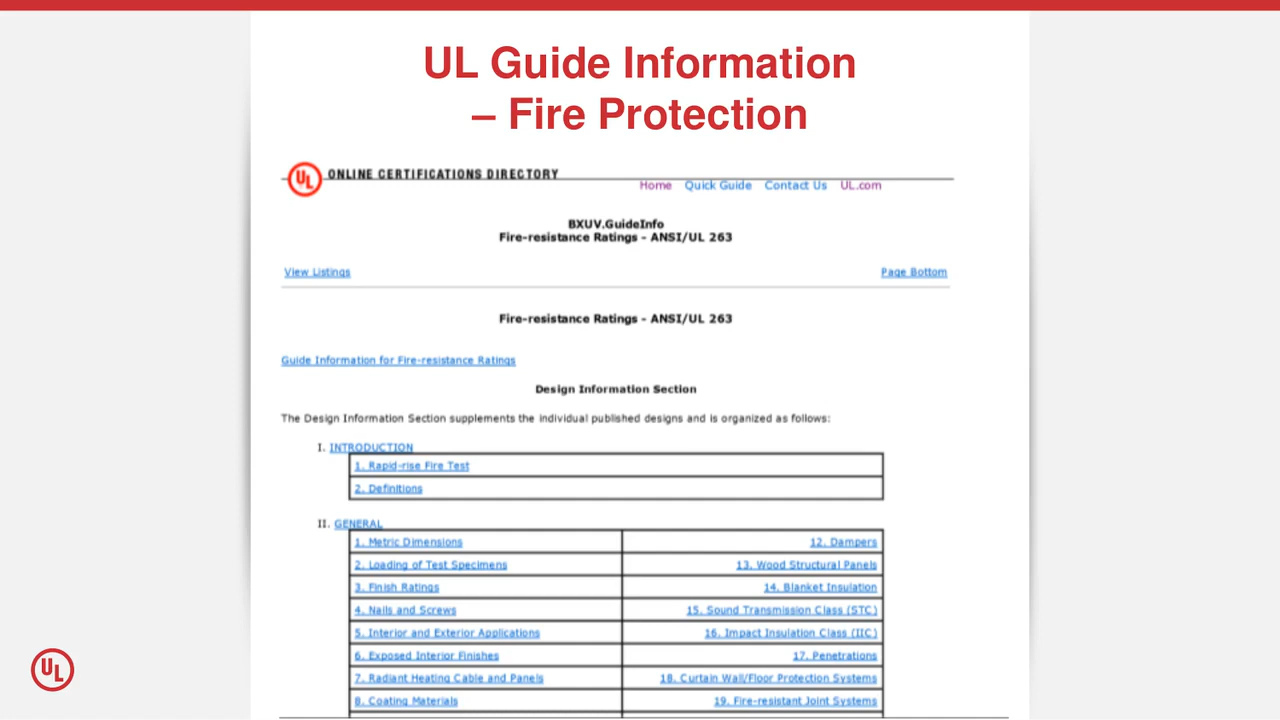 UL Guide Information
– Fire Protection
UL
ONLINE CERTIFICATIONS DIRECTORY
Home Quick Guide Contact Us UL.com
BXUV.GuideInfo
Fire-resistance Ratings - ANSI/UL 263
View Listings Page Bottom
Fire-resistance Ratings - ANSI/UL 263
Guide Information for Fire-resistance Ratings
Design Information Section
The Design Information Section supplements the individual published designs and is organized as follows:
I. INTRODUCTION
1. Rapid-rise Fire Test
2. Definitions
II. GENERAL
1. Metric Dimensions 12. Dampers
2. Loading of Test Specimens 13. Wood Structural Panels
3. Finish Ratings 14. Blanket Insulation
4. Nails and Screws 15. Sound Transmission Class (STC)
5. Interior and Exterior Applications 16. Impact Insulation Class (IIC)
6. Exposed Interior Finishes 17. Penetrations
7. Radiant Heating Cable and Panels 18. Curtain Wall/Floor Protection Systems
8. Coating Materials 19. Fire-resistant Joint Systems
UL